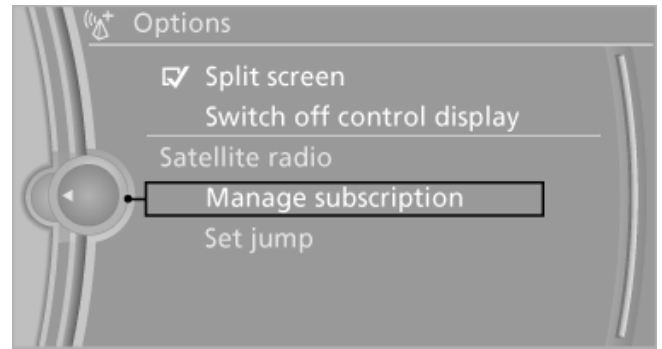 Options
Split screen
Switch off control display
Satellite radio
Manage subscription
Set jump